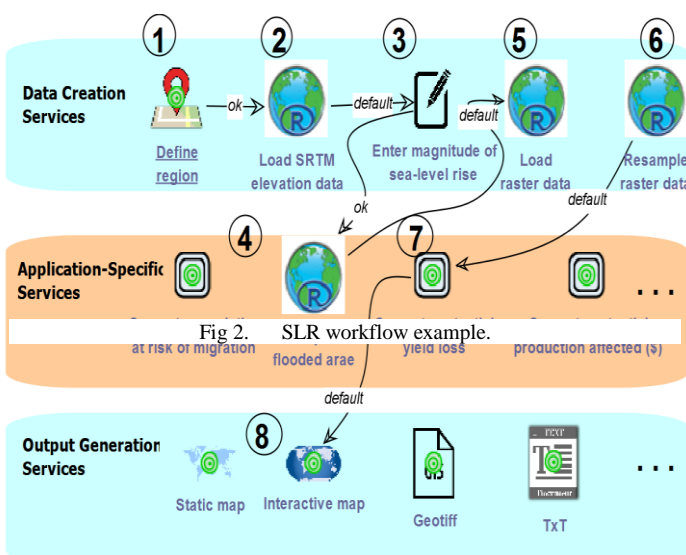 1 2 3 5 6
Data Creation
Services
ok
default
default
Define
region
Load SRTM
elevation data
Enter magnitude of
sea-level rise
Load
raster data
Resample
raster data
ok
default
4 7
Application-Specific
Services
...
Fig 2. SLR workflow example.
at risk of migration
flooded arae
yield loss
production affected ($)
default
8
Output Generation
Services
Static map
Interactive map
Geotiff
TEXT
Document
TxT
...